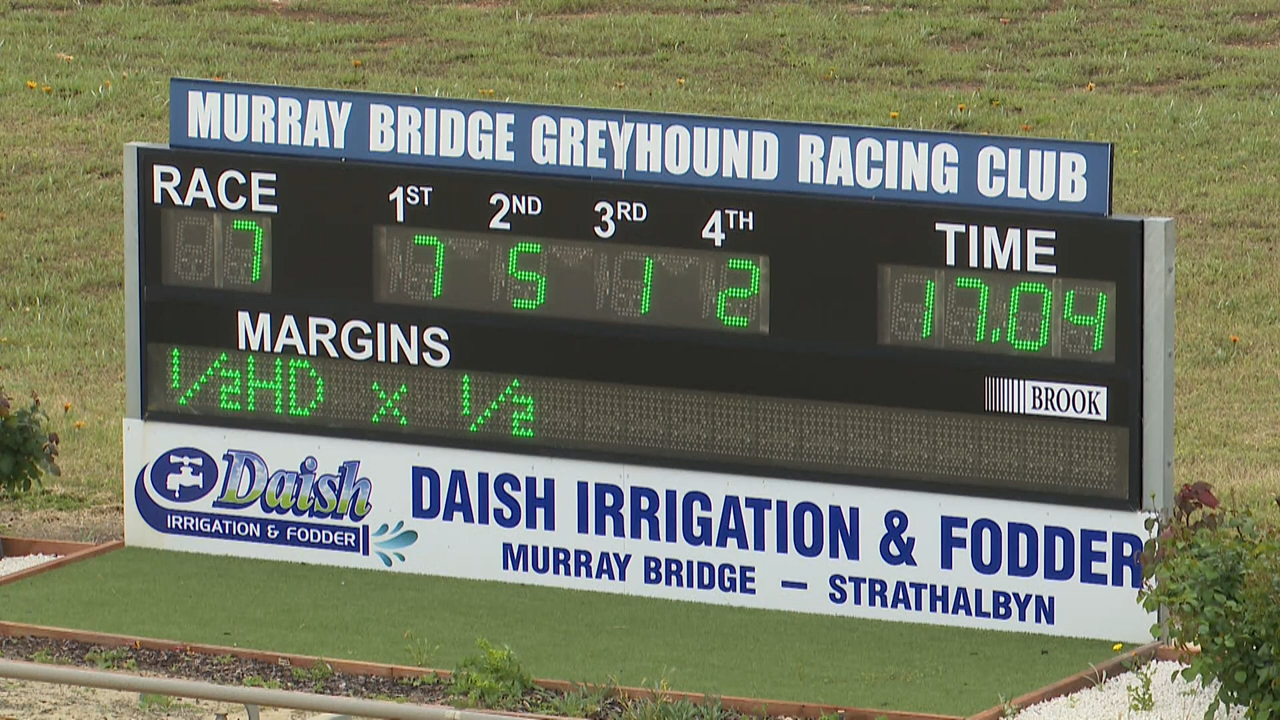 MURRAY BRIDGE GREYHOUND RACING CLUB
RACE 1ST 2ND 3RD 4TH TIME
7 7 5 1 2 17.04
MARGINS
1/2HD x 1/2
BROOK
Daish
IRRIGATION & FODDER
DAISH IRRIGATION & FODDER
MURRAY BRIDGE – STRATHALBYN